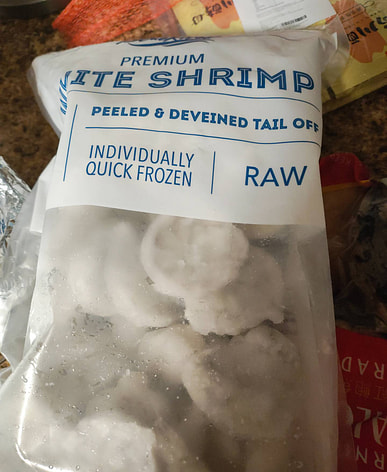 PREMIUM
ITE SHRIMP
PEELED & DEVEINED TAIL OFF
INDIVIDUALLY
QUICK FROZEN
RAW